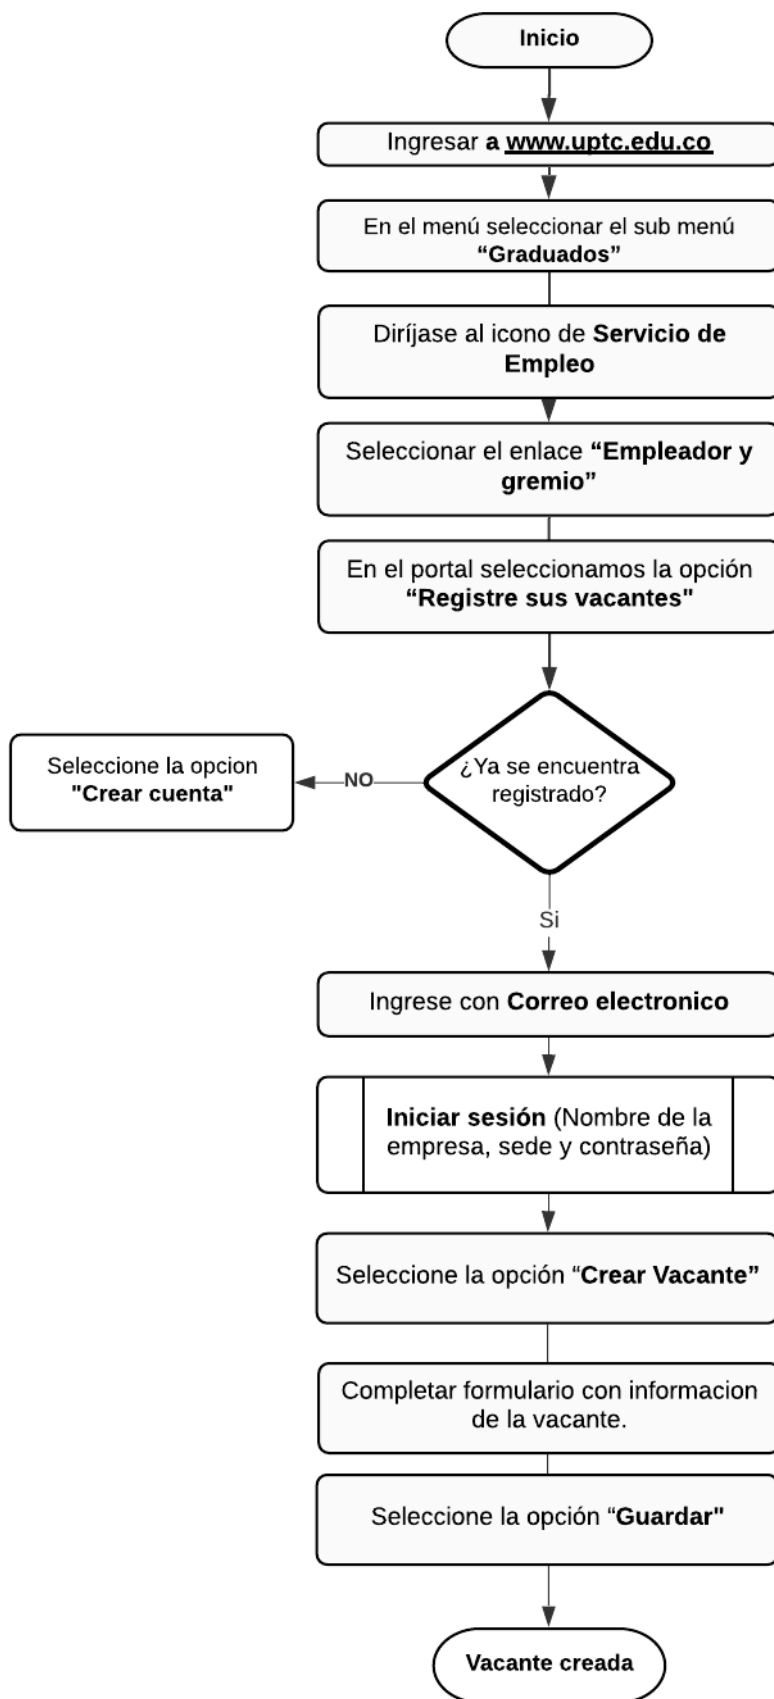 Inicio
Ingresar a www.uptc.edu.co
En el menú seleccionar el sub menú
“Graduados”
Diríjase al icono de Servicio de
Empleo
Seleccionar el enlace “Empleador y
gremio”
En el portal seleccionamos la opción
“Registre sus vacantes"
¿Ya se encuentra
registrado?
NO
Seleccione la opcion
"Crear cuenta"
Si
Ingrese con Correo electronico
Iniciar sesión (Nombre de la
empresa, sede y contraseña)
Seleccione la opción “Crear Vacante”
Completar formulario con informacion
de la vacante.
Seleccione la opción “Guardar"
Vacante creada